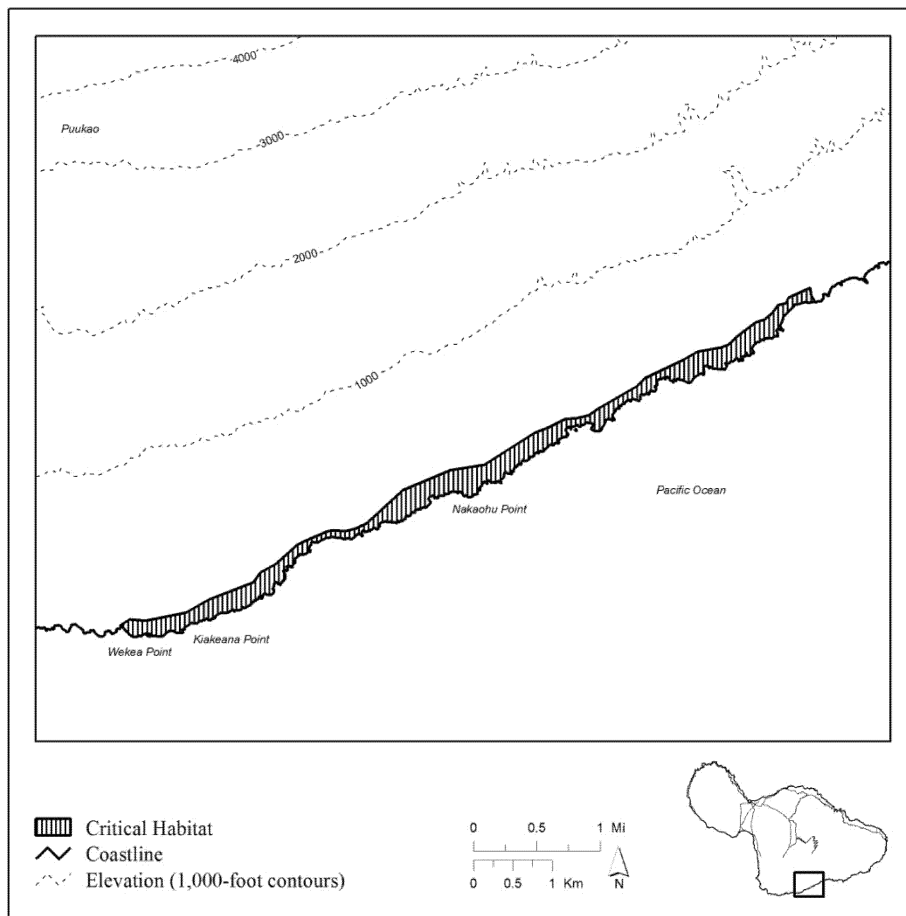 4000
Puukao
3000
2000
1000
Pacific Ocean
Nakaohu Point
Kiakeana Point
Wekea Point
Critical Habitat
Coastline
Elevation (1,000-foot contours)
0 0.5 1 Mi
0 0.5 1 Km
N